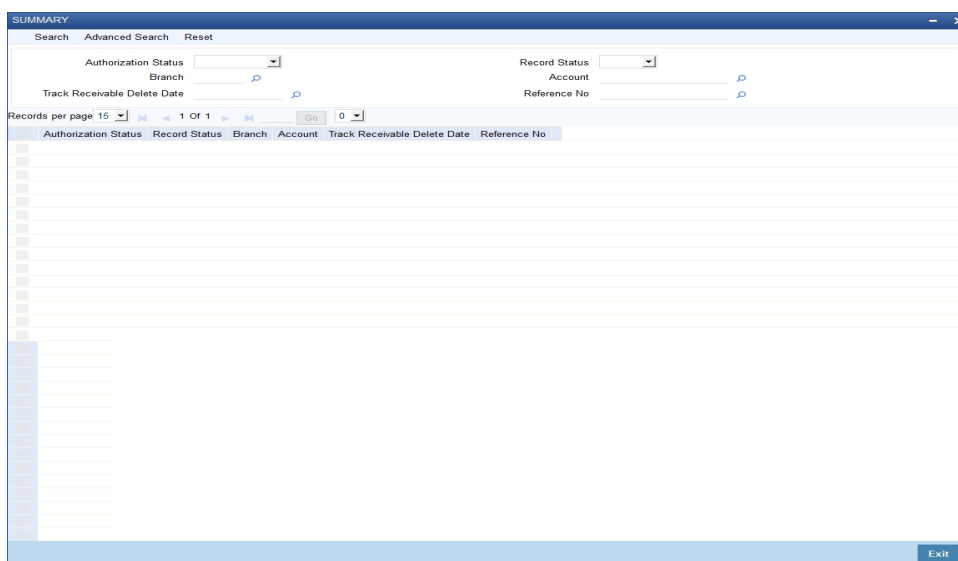 SUMMARY
Search Advanced Search Reset
Authorization Status Record Status
Branch Account
Track Receivable Delete Date Reference No
Records per page 15 1 Of 1 Go 0
Authorization Status Record Status Branch Account Track Receivable Delete Date Reference No
Exit